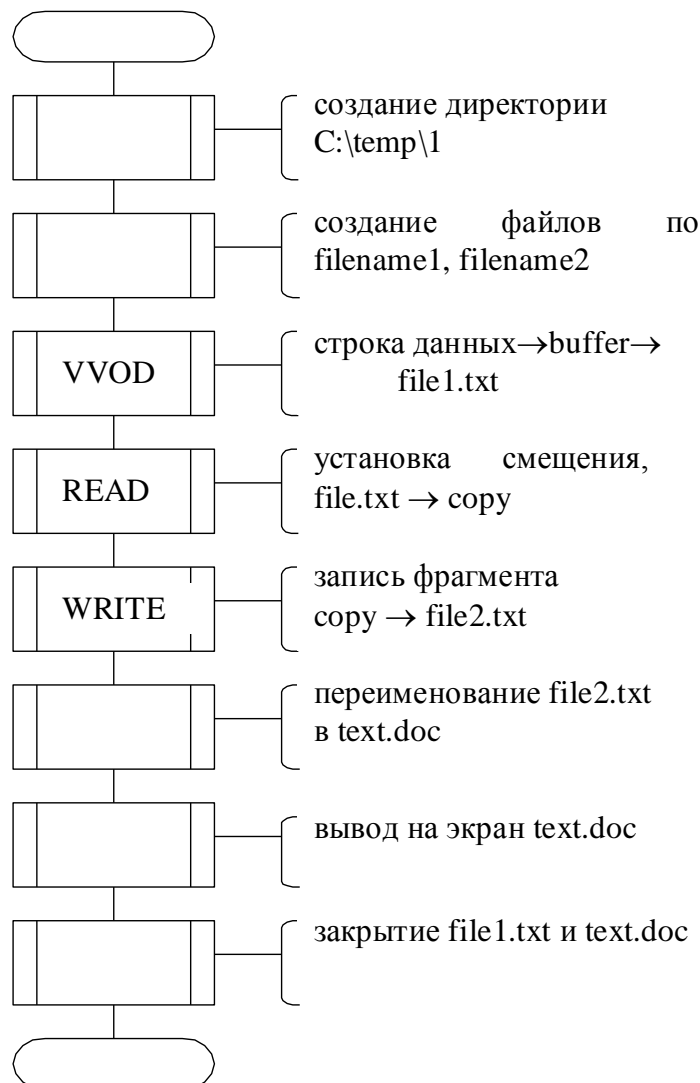 создание директории
C:\temp\1
создание файлов по
filename1, filename2
VVOD
строка данных→buffer→
file1.txt
READ
установка смещения,
file.txt → copy
WRITE
запись фрагмента
copy → file2.txt
переименование file2.txt
в text.doc
вывод на экран text.doc
закрытие file1.txt и text.doc